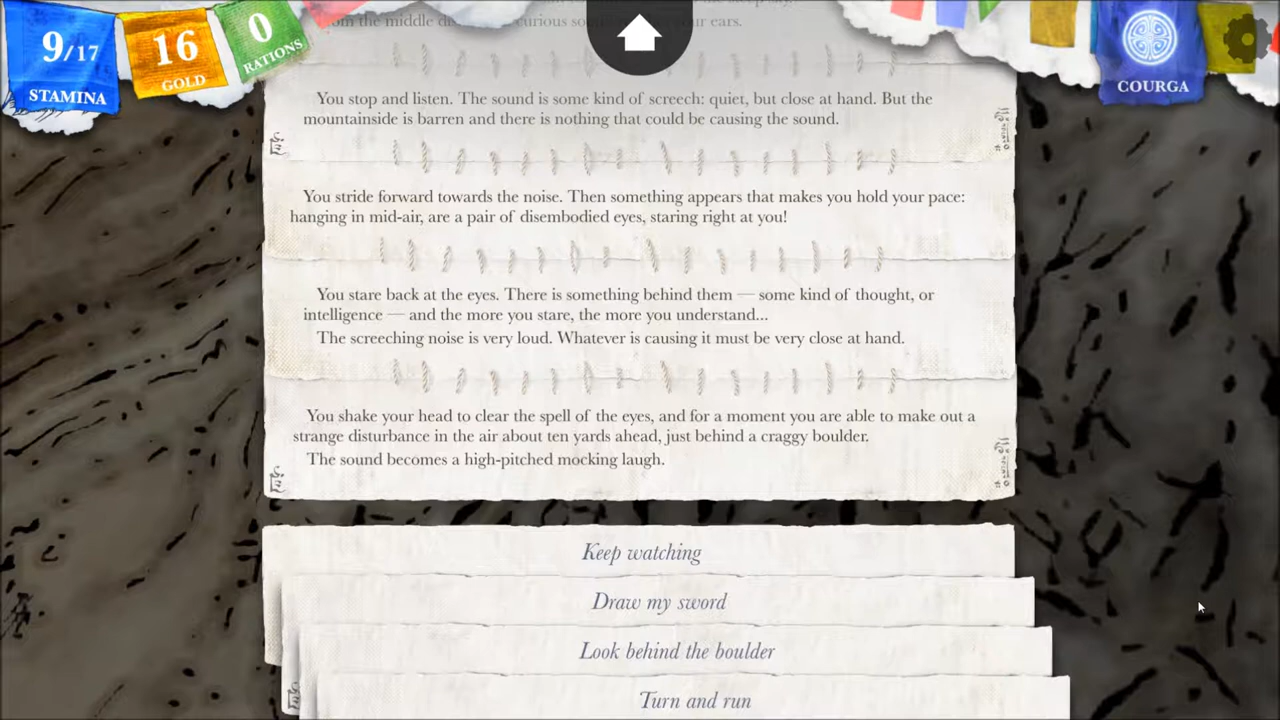 9/17
STAMINA
16
GOLD
0
RATIONS
COURGA
om the middle dis
urious sou
ur ears.
You stop and listen. The sound is some kind of screech: quiet, but close at hand. But the
mountainside is barren and there is nothing that could be causing the sound.
You stride forward towards the noise. Then something appears that makes you hold your pace:
hanging in mid-air, are a pair of disembodied eyes, staring right at you!
You stare back at the eyes. There is something behind them — some kind of thought, or
intelligence — and the more you stare, the more you understand...
The screeching noise is very loud. Whatever is causing it must be very close at hand.
You shake your head to clear the spell of the eyes, and for a moment you are able to make out a
strange disturbance in the air about ten yards ahead, just behind a craggy boulder.
The sound becomes a high-pitched mocking laugh.
Keep watching
Draw my sword
Look behind the boulder
Turn and run